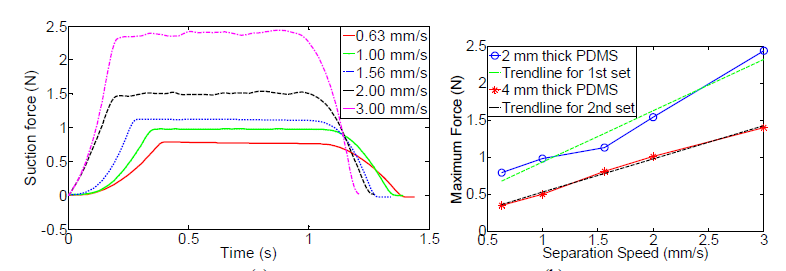 2.5
2
1.5
1
0.5
0
-0.5
0
0.5
1
1.5
Suction force (N)
Time (s)
0.63 mm/s
1.00 mm/s
1.56 mm/s
2.00 mm/s
3.00 mm/s
2.5
2
1.5
1
0.5
0
0.5
1
1.5
2
2.5
3
Maximum Force (N)
Separation Speed (mm/s)
2 mm thick PDMS
Trendline for 1st set
4 mm thick PDMS
Trendline for 2nd set